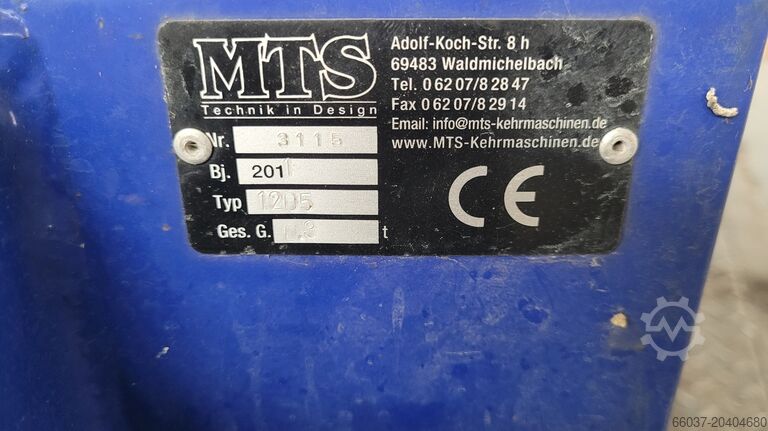 MTS
Technik in Design
Adolf-Koch-Str. 8 h
69483 Waldmichelbach
Tel. 0 62 07/8 28 47
Fax 0 62 07/8 29 14
Email: info@mts-kehrmaschinen.de
www.MTS-Kehrmaschinen.de
Nr. 3115
Bj. 2011
Typ 1205
Ges. G. t
CE
66037-20404680